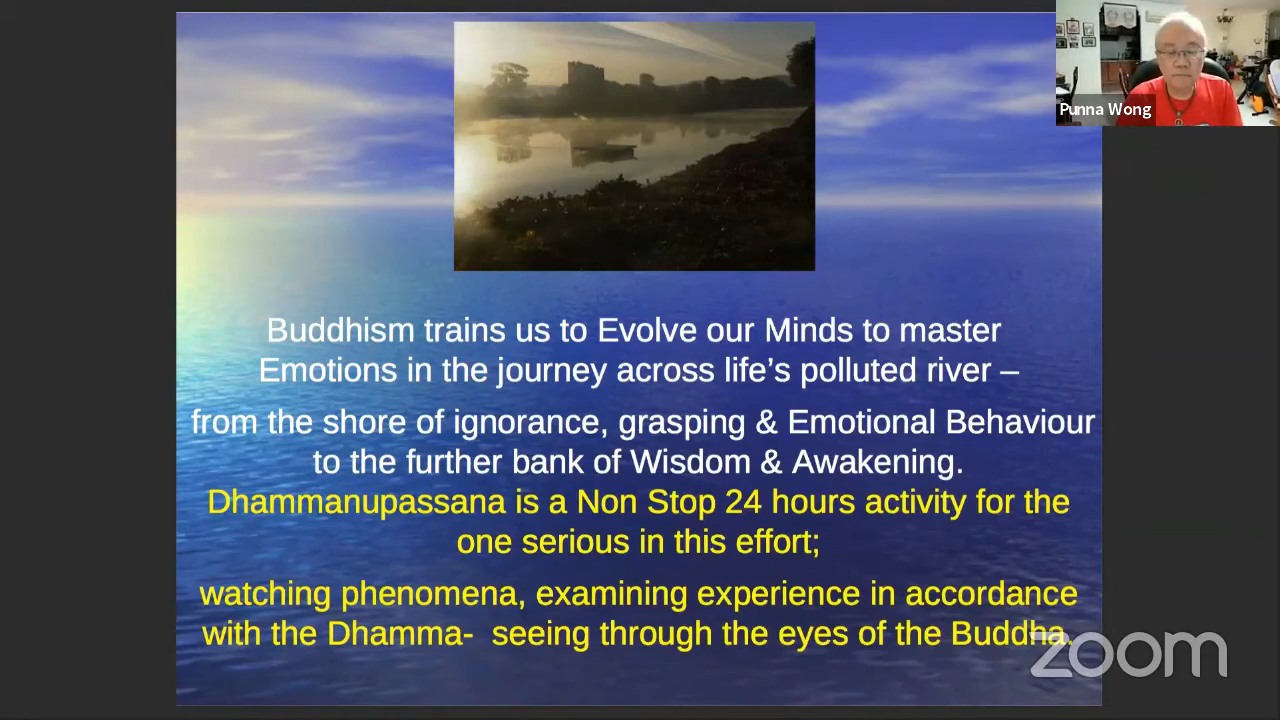 Punna Wong
Buddhism trains us to Evolve our Minds to master
Emotions in the journey across life’s polluted river –
from the shore of ignorance, grasping & Emotional Behaviour
to the further bank of Wisdom & Awakening.
Dhammanupassana is a Non Stop 24 hours activity for the
one serious in this effort;
watching phenomena, examining experience in accordance
with the Dhamma- seeing through the eyes of the Buddha.
zoom